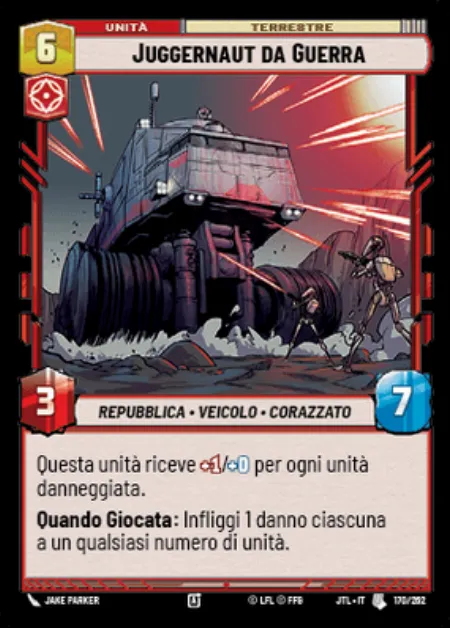 UNITÀ
TERRESTRE
6
JUGGERNAUT DA GUERRA
3
7
REPUBBLICA • VEICOLO • CORAZZATO
Questa unità riceve +1/+0 per ogni unità
danneggiata.
Quando Giocata: Infliggi 1 danno ciascuna
a un qualsiasi numero di unità.
JAKE PARKER
© LFL © FFG
JTL • IT
170/262